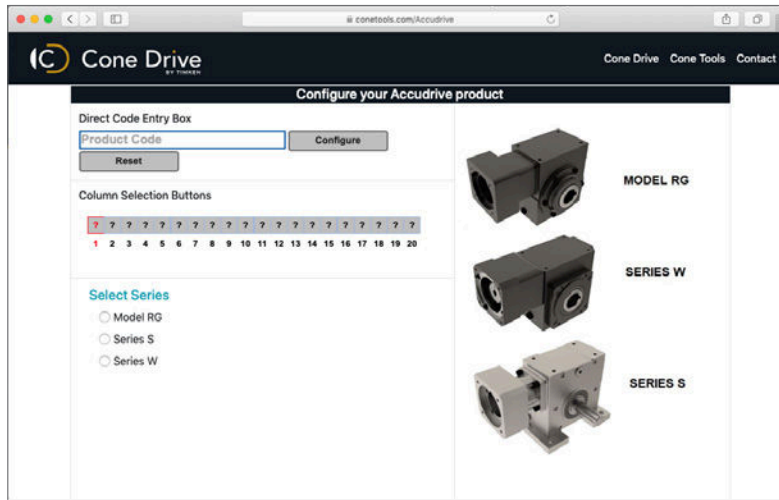 conetools.com/Accudrive
Cone Drive
BY TIMKEN
Cone Drive Cone Tools Contact
Configure your Accudrive product
Direct Code Entry Box
Product Code
Configure
Reset
Column Selection Buttons
? ? ? ? ? ? ? ? ? ? ? ? ? ? ? ? ? ? ? ?
1 2 3 4 5 6 7 8 9 10 11 12 13 14 15 16 17 18 19 20
Select Series
Model RG
Series S
Series W
MODEL RG
SERIES W
SERIES S